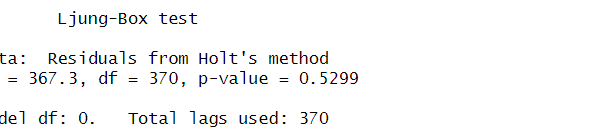 Ljung-Box test
ta: Residuals from Holt's method
= 367.3, df = 370, p-value = 0.5299
del df: 0. Total lags used: 370